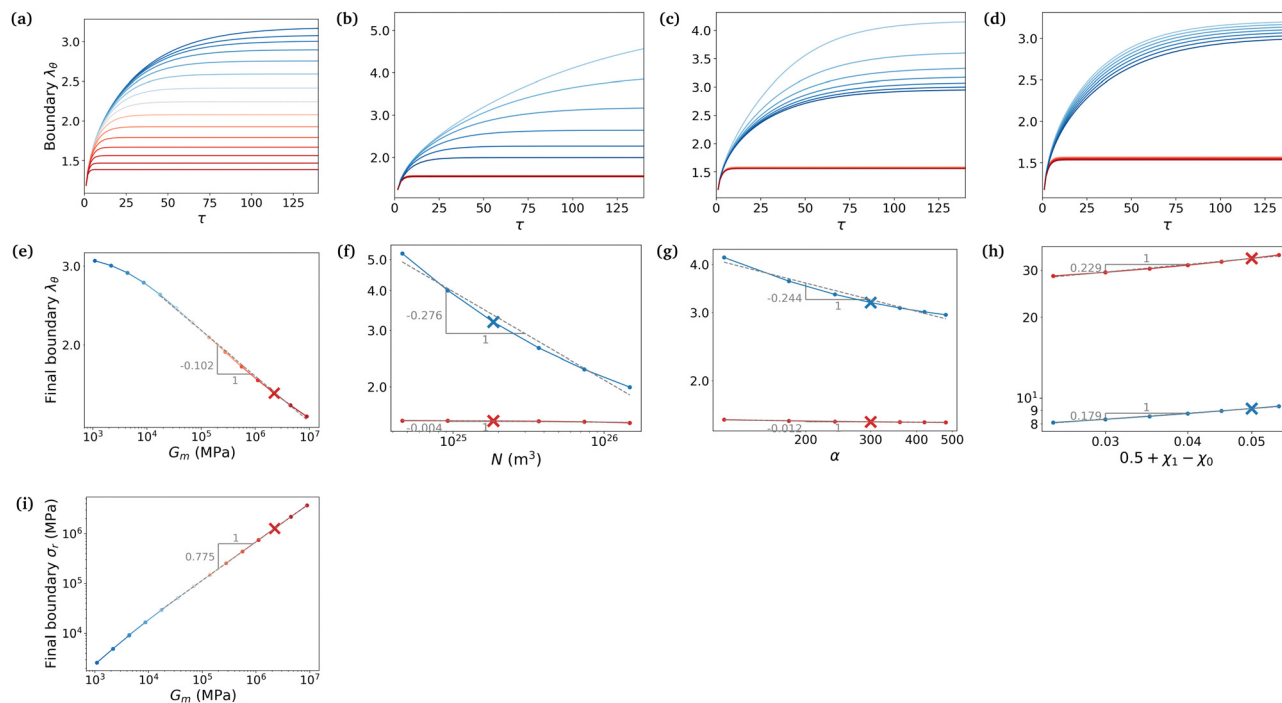 (a)
Boundary λθ
3.0
2.5
2.0
1.5
0 25 50 75 100 125
τ
(b)
5.0
4.0
3.0
2.0
0 25 50 75 100 125
τ
(c)
4.0
3.5
3.0
2.5
2.0
1.5
0 25 50 75 100 125
τ
(d)
3.0
2.5
2.0
1.5
0 25 50 75 100 125
τ
(e)
Final boundary λθ
3.0
2.0
-0.102
1
10³ 10⁴ 10⁵ 10⁶ 10⁷
Gm (MPa)
(f)
5.0
4.0
3.0
2.0
-0.276
1
-0.004
1
10²⁵ 10²⁶
N (m³)
(g)
4.0
3.0
2.0
-0.244
1
-0.012
1
200 300 400 500
α
(h)
30
20
10¹
9
8
0.229
1
0.179
1
0.03 0.04 0.05
0.5 + χ₁ − χ₀
(i)
Final boundary σr (MPa)
10⁶
10⁵
10⁴
0.775
1
10³ 10⁴ 10⁵ 10⁶ 10⁷
Gm (MPa)